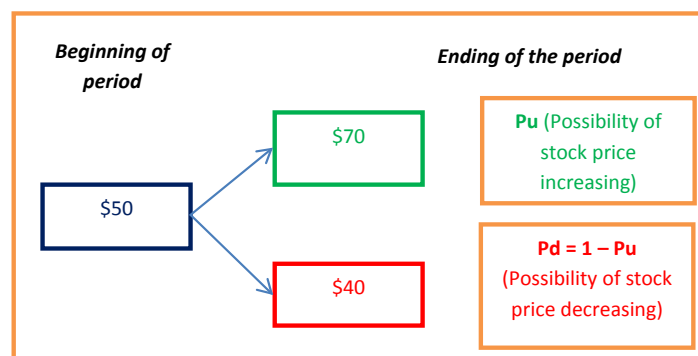 Beginning of
period
Ending of the period
$70
Pu (Possibility of
stock price
increasing)
$50
$40
Pd = 1 – Pu
(Possibility of stock
price decreasing)